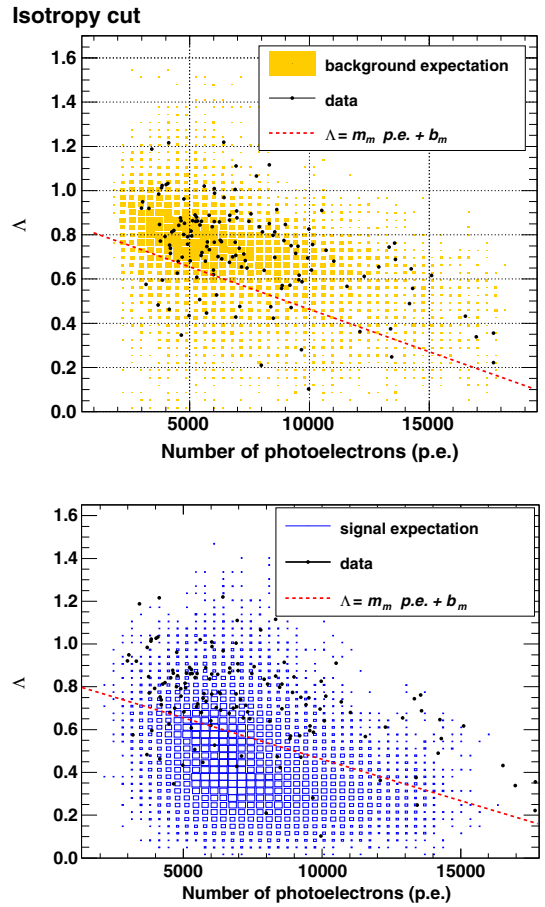 Isotropy cut
1.6
1.4
1.2
1.0
0.8
0.6
0.4
0.2
0.0
Λ
background expectation
data
Λ = m_m p.e. + b_m
5000 10000 15000
Number of photoelectrons (p.e.)
1.6
1.4
1.2
1.0
0.8
0.6
0.4
0.2
0.0
Λ
signal expectation
data
Λ = m_m p.e. + b_m
5000 10000 15000
Number of photoelectrons (p.e.)